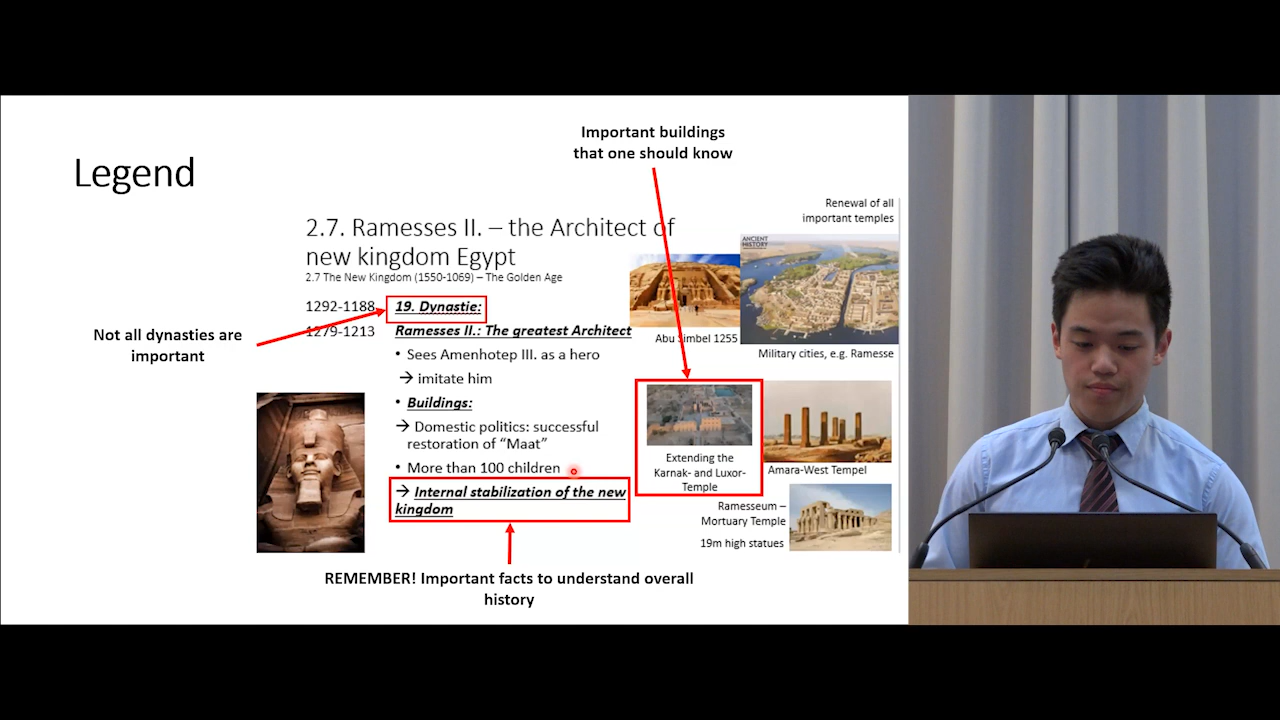 Legend
Important buildings
that one should know
Renewal of all
important temples
2.7. Ramesses II. – the Architect of
new kingdom Egypt
2.7 The New Kingdom (1550-1069) – The Golden Age
ANCIENT
HISTORY
1292-1188
19. Dynastie:
Not all dynasties are
important
1279-1213
Ramesses II.: The greatest Architect
Abu Simbel 1255
Military cities, e.g. Ramesse
• Sees Amenhotep III. as a hero
→ imitate him
• Buildings:
→ Domestic politics: successful
restoration of “Maat”
• More than 100 children
→ Internal stabilization of the new
kingdom
Extending the
Karnak- and Luxor-
Temple
Amara-West Tempel
Ramesseum –
Mortuary Temple
19m high statues
REMEMBER! Important facts to understand overall
history